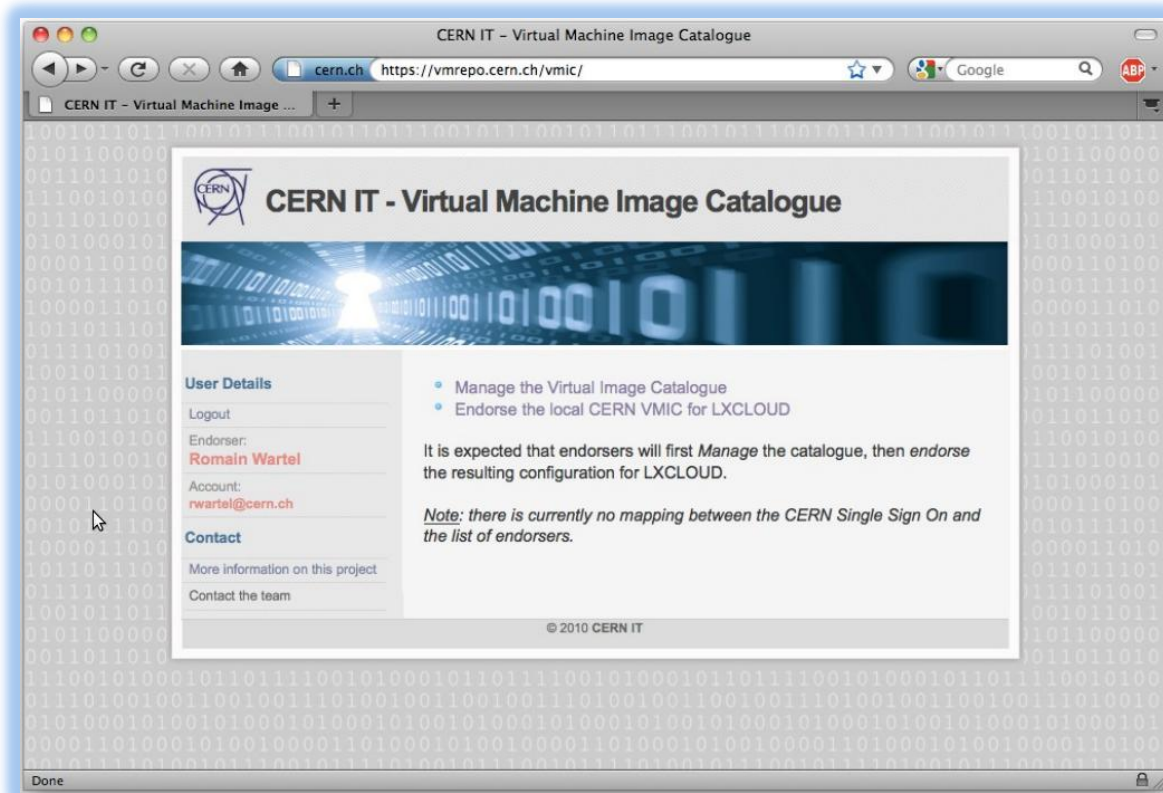 CERN IT – Virtual Machine Image Catalogue
cern.ch https://vmrepo.cern.ch/vmic/
Google
ABP
CERN IT – Virtual Machine Image ...
CERN
CERN IT - Virtual Machine Image Catalogue
User Details
Logout
Endorser:
Romain Wartel
Account:
rwartel@cern.ch
Contact
More information on this project
Contact the team
Manage the Virtual Image Catalogue
Endorse the local CERN VMIC for LXCLOUD
It is expected that endorsers will first Manage the catalogue, then endorse
the resulting configuration for LXCLOUD.
Note: there is currently no mapping between the CERN Single Sign On and
the list of endorsers.
© 2010 CERN IT
Done